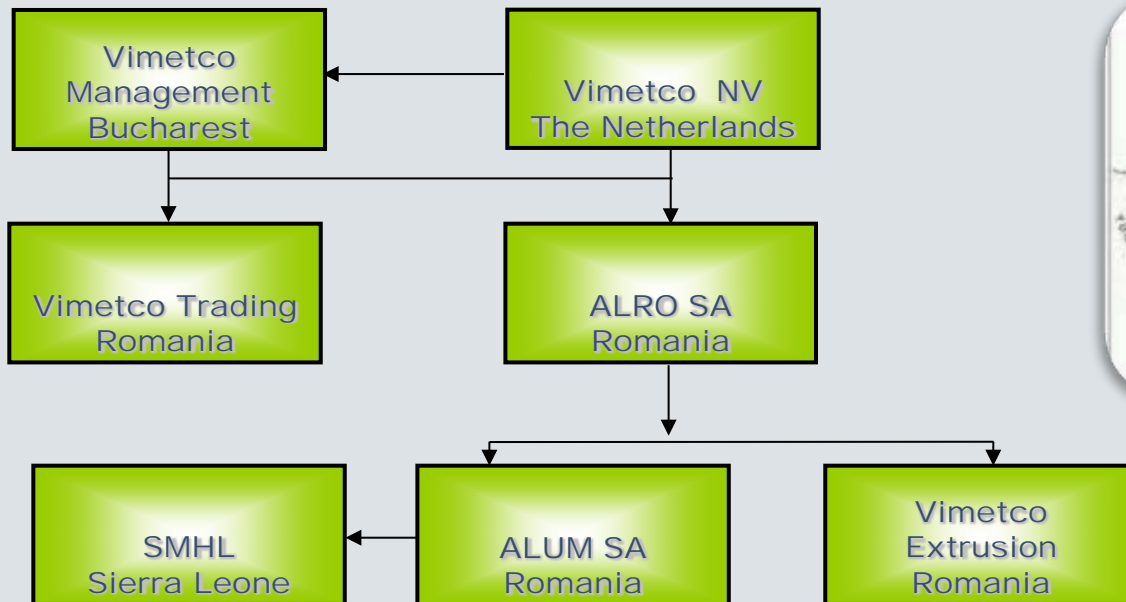 Vimetco
Management
Bucharest
Vimetco NV
The Netherlands
Vimetco Trading
Romania
ALRO SA
Romania
SMHL
Sierra Leone
ALUM SA
Romania
Vimetco
Extrusion
Romania